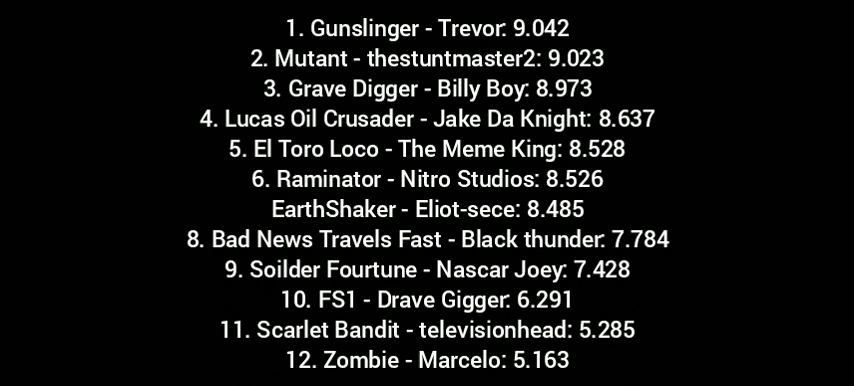 1. Gunslinger - Trevor: 9.042
2. Mutant - thestuntmaster2: 9.023
3. Grave Digger - Billy Boy: 8.973
4. Lucas Oil Crusader - Jake Da Knight: 8.637
5. El Toro Loco - The Meme King: 8.528
6. Raminator - Nitro Studios: 8.526
EarthShaker - Eliot-sece: 8.485
8. Bad News Travels Fast - Black thunder: 7.784
9. Soilder Fourtune - Nascar Joey: 7.428
10. FS1 - Drave Gigger: 6.291
11. Scarlet Bandit - televisionhead: 5.285
12. Zombie - Marcelo: 5.163